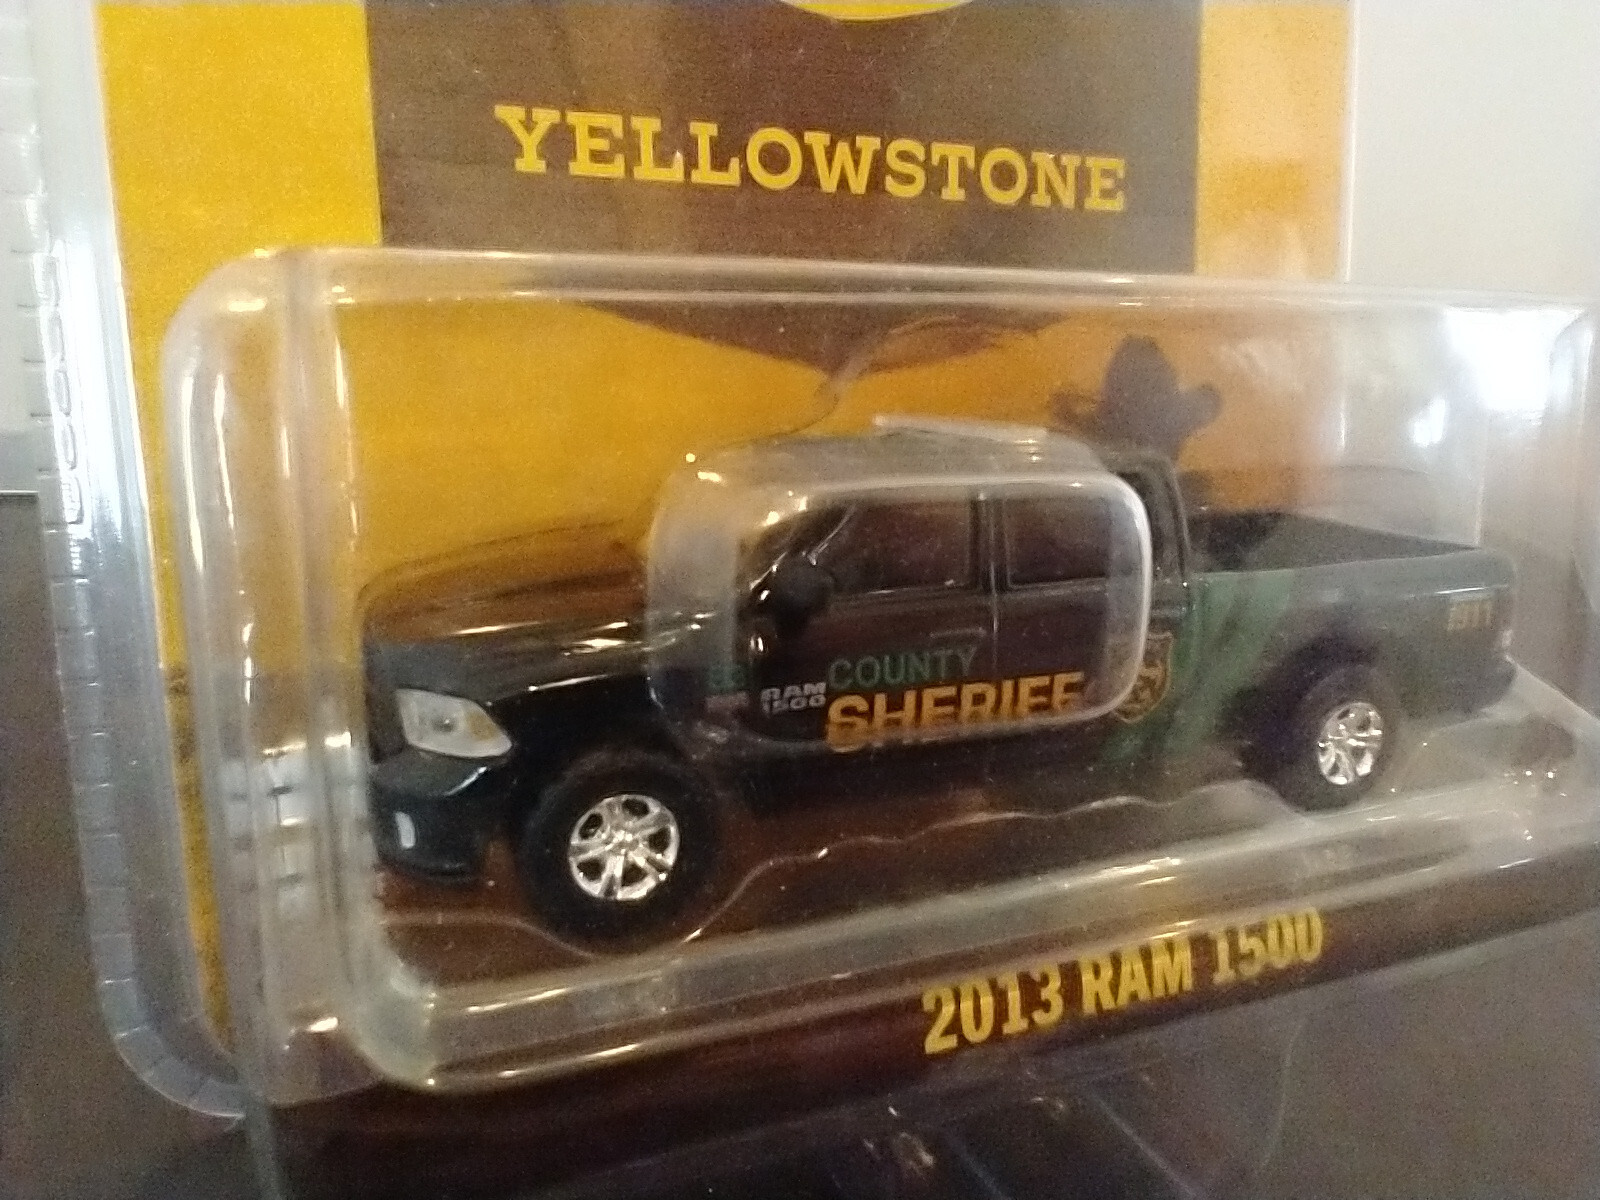 YELLOWSTONE
COUNTY
RAM
1500
SHERIFF
2013 RAM 1500